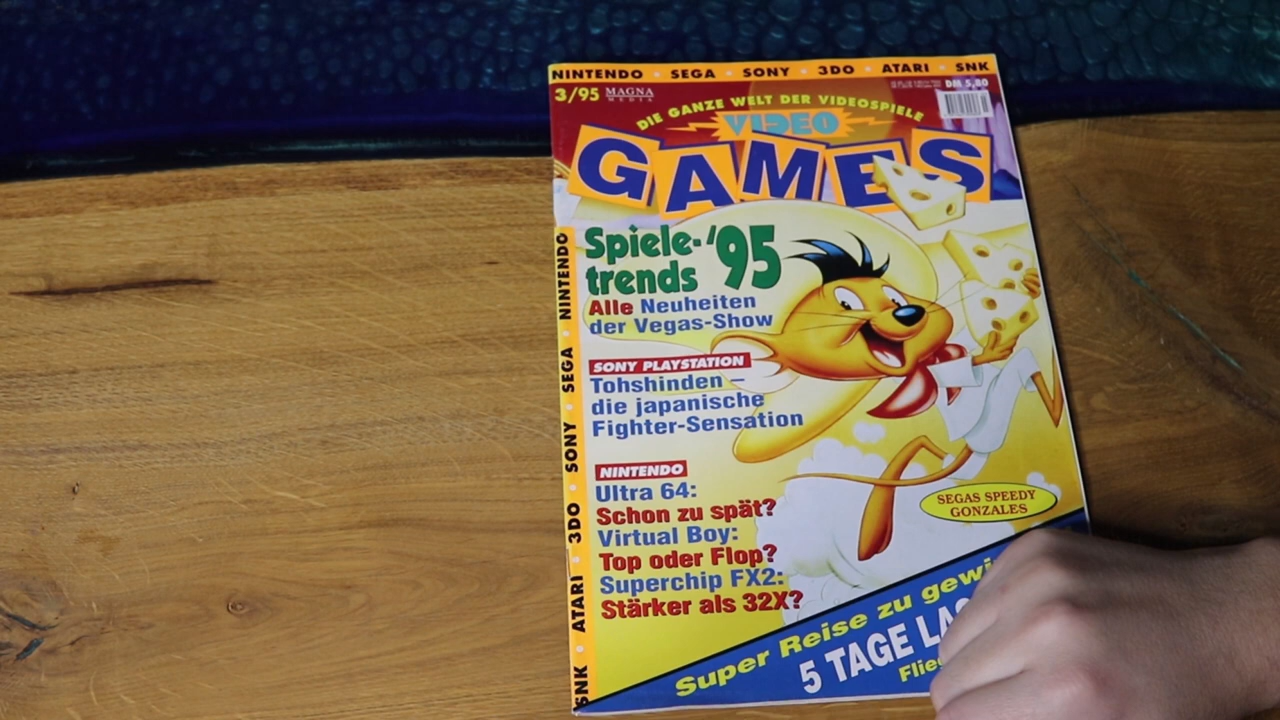 NINTENDO • SEGA • SONY • 3DO • ATARI • SNK
3/95 MAGNA
MEDIA
DM 5,80
DIE GANZE WELT DER VIDEOSPIELE
VIDEO
GAMES
Spiele-'95
trends
Alle Neuheiten
der Vegas-Show
SONY PLAYSTATION
Tohshinden –
die japanische
Fighter-Sensation
NINTENDO
Ultra 64:
Schon zu spät?
Virtual Boy:
Top oder Flop?
Superchip FX2:
Stärker als 32X?
SEGAS SPEEDY
GONZALES
Super Reise zu gewi
5 TAGE LAS
Flie
SNK • ATARI • 3DO • SONY • SEGA • NINTENDO